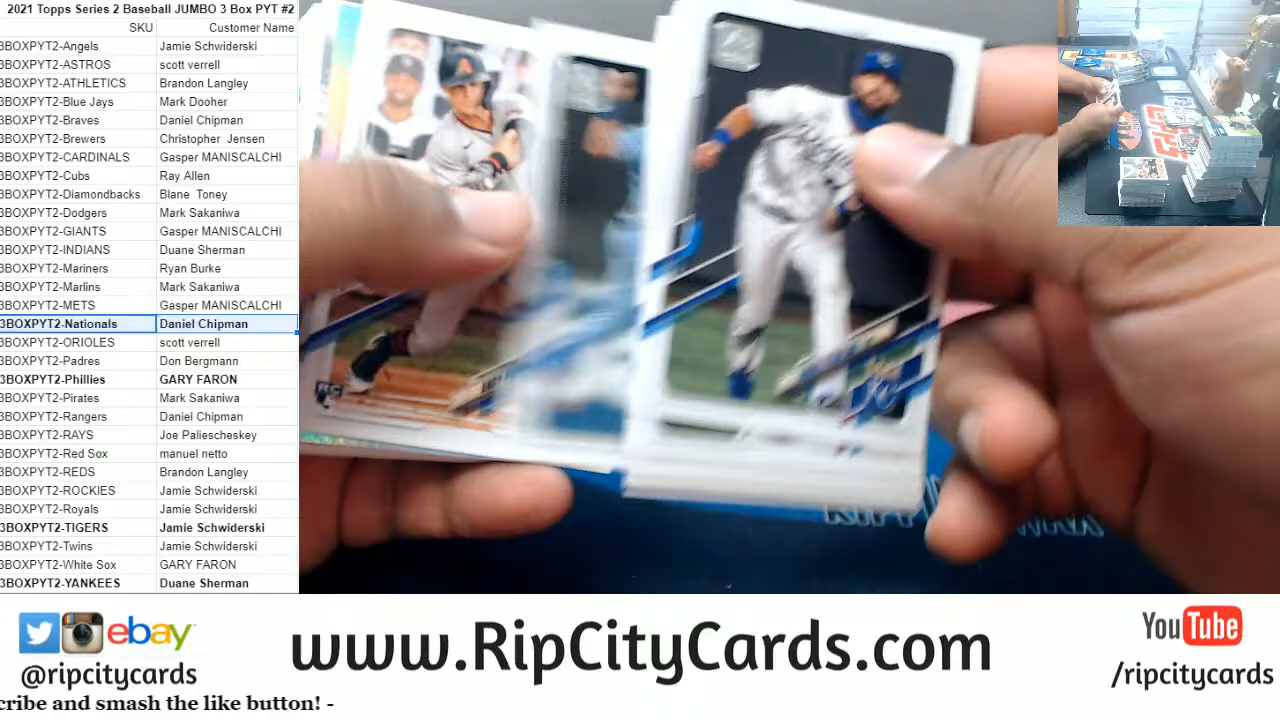 2021 Topps Series 2 Baseball JUMBO 3 Box PYT #2
SKU Customer Name
3BOXPYT2-Angels Jamie Schwiderski
3BOXPYT2-ASTROS scott verrell
3BOXPYT2-ATHLETICS Brandon Langley
3BOXPYT2-Blue Jays Mark Dooher
3BOXPYT2-Braves Daniel Chipman
3BOXPYT2-Brewers Christopher Jensen
3BOXPYT2-CARDINALS Gasper MANISCALCHI
3BOXPYT2-Cubs Ray Allen
3BOXPYT2-Diamondbacks Blane Toney
3BOXPYT2-Dodgers Mark Sakaniwa
3BOXPYT2-GIANTS Gasper MANISCALCHI
3BOXPYT2-INDIANS Duane Sherman
3BOXPYT2-Mariners Ryan Burke
3BOXPYT2-Marlins Mark Sakaniwa
3BOXPYT2-METS Gasper MANISCALCHI
3BOXPYT2-Nationals Daniel Chipman
3BOXPYT2-ORIOLES scott verrell
3BOXPYT2-Padres Don Bergmann
3BOXPYT2-Phillies GARY FARON
3BOXPYT2-Pirates Mark Sakaniwa
3BOXPYT2-Rangers Daniel Chipman
3BOXPYT2-RAYS Joe Paliescheskey
3BOXPYT2-Red Sox manuel netto
3BOXPYT2-REDS Brandon Langley
3BOXPYT2-ROCKIES Jamie Schwiderski
3BOXPYT2-Royals Jamie Schwiderski
3BOXPYT2-TIGERS Jamie Schwiderski
3BOXPYT2-Twins Jamie Schwiderski
3BOXPYT2-White Sox GARY FARON
3BOXPYT2-YANKEES Duane Sherman
RC
ebay
@ripcitycards
www.RipCityCards.com
YouTube
/ripcitycards
cribe and smash the like button! -